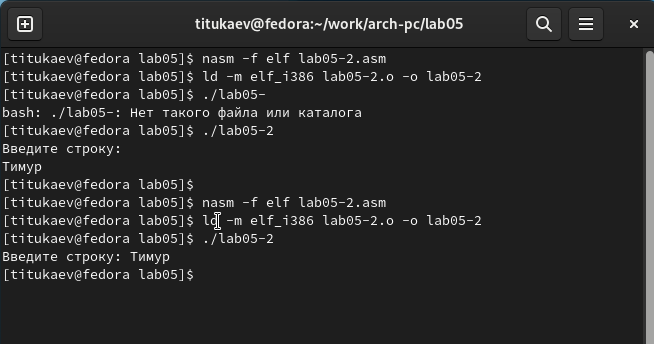 titukaev@fedora:~/work/arch-pc/lab05
[titukaev@fedora lab05]$ nasm -f elf lab05-2.asm
[titukaev@fedora lab05]$ ld -m elf_i386 lab05-2.o -o lab05-2
[titukaev@fedora lab05]$ ./lab05-
bash: ./lab05-: Нет такого файла или каталога
[titukaev@fedora lab05]$ ./lab05-2
Введите строку:
Тимур
[titukaev@fedora lab05]$
[titukaev@fedora lab05]$ nasm -f elf lab05-2.asm
[titukaev@fedora lab05]$ ld -m elf_i386 lab05-2.o -o lab05-2
[titukaev@fedora lab05]$ ./lab05-2
Введите строку: Тимур
[titukaev@fedora lab05]$